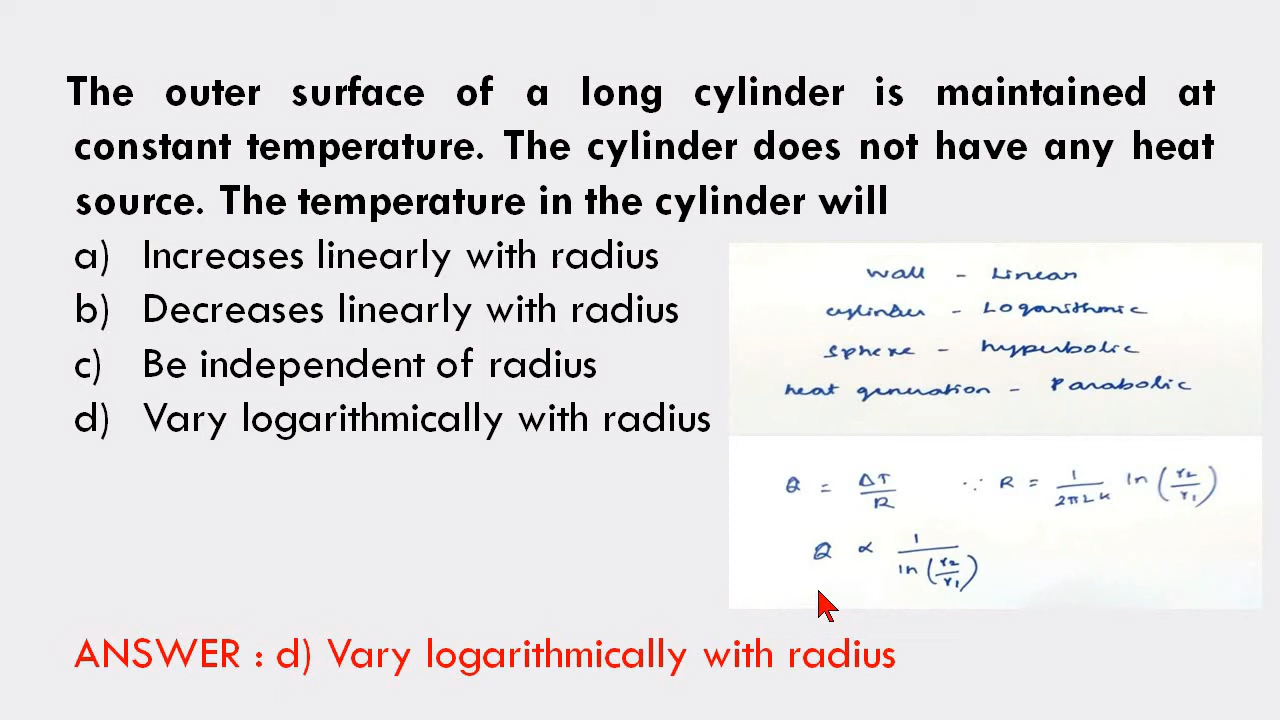 The outer surface of a long cylinder is maintained at
constant temperature. The cylinder does not have any heat
source. The temperature in the cylinder will
a) Increases linearly with radius
b) Decreases linearly with radius
c) Be independent of radius
d) Vary logarithmically with radius
wall - Linear
cylinder - Logarithmic
sphere - hyperbolic
heat generation - Parabolic
Q = ΔT/R ∵ R = 1/2πLK ln(r2/r1)
Q ∝ 1/ln(r2/r1)
ANSWER : d) Vary logarithmically with radius